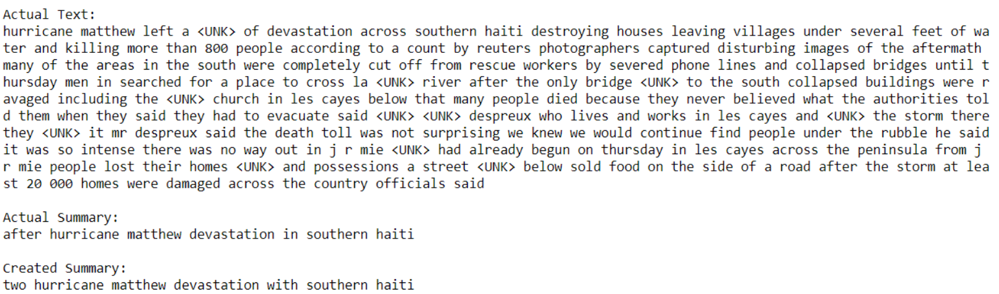 Actual Text:
hurricane matthew left a <UNK> of devastation across southern haiti destroying houses leaving villages under several feet of wa
ter and killing more than 800 people according to a count by reuters photographers captured disturbing images of the aftermath
many of the areas in the south were completely cut off from rescue workers by severed phone lines and collapsed bridges until t
hursday men in searched for a place to cross la <UNK> river after the only bridge <UNK> to the south collapsed buildings were r
avaged including the <UNK> church in les cayes below that many people died because they never believed what the authorities tol
d them when they said they had to evacuate said <UNK> <UNK> despreux who lives and works in les cayes and <UNK> the storm there
they <UNK> it mr despreux said the death toll was not surprising we knew we would continue find people under the rubble he said
it was so intense there was no way out in j r mie <UNK> had already begun on thursday in les cayes across the peninsula from j
r mie people lost their homes <UNK> and possessions a street <UNK> below sold food on the side of a road after the storm at lea
st 20 000 homes were damaged across the country officials said
Actual Summary:
after hurricane matthew devastation in southern haiti
Created Summary:
two hurricane matthew devastation with southern haiti